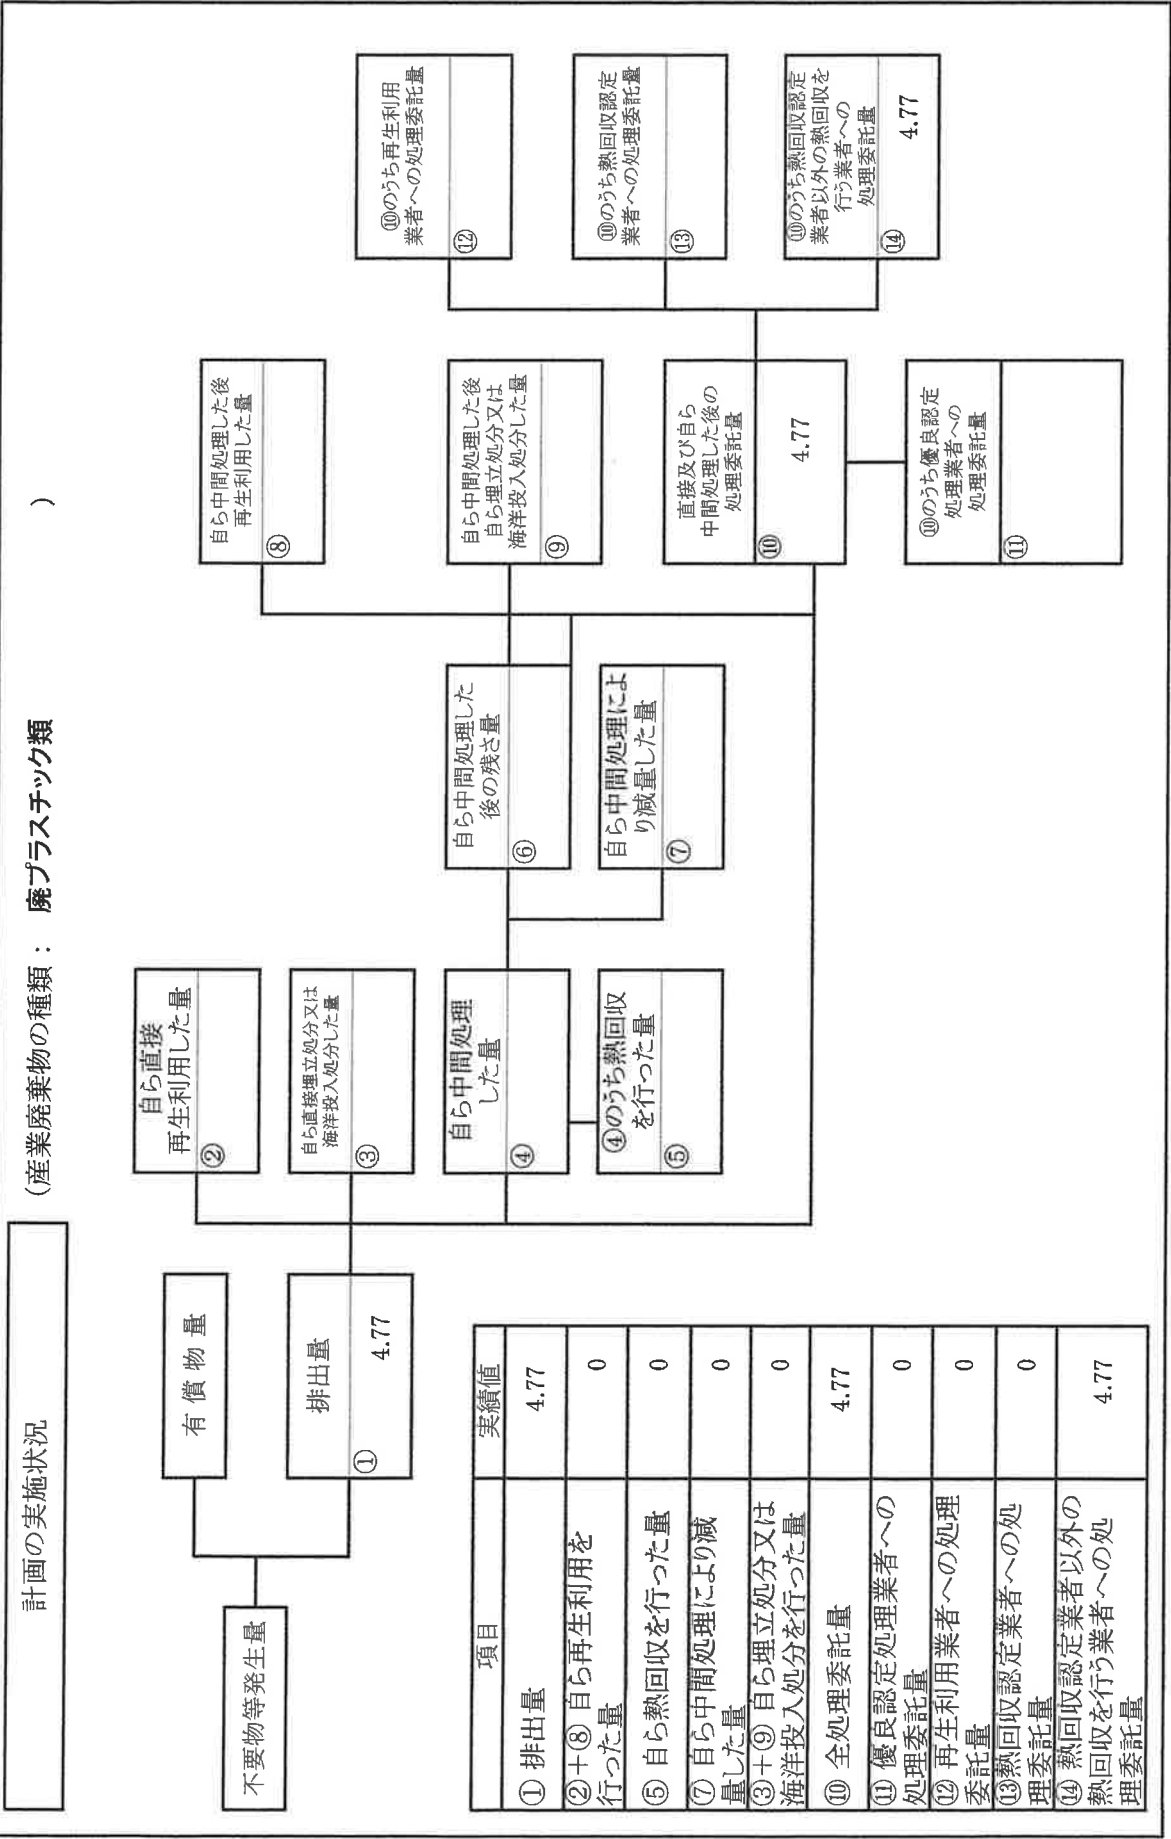 計画の実施状況
(産業廃棄物の種類： 廃プラスチック類 )
不要物等発生量
有償物量
排出量
① 4.77
自ら直接
再生利用した量
②
自ら直接埋立処分又は
海洋投入処分した量
③
自ら中間処理
した量
④
④のうち熱回収
を行った量
⑤
自ら中間処理した
後の残さ量
⑥
自ら中間処理によ
り減量した量
⑦
自ら中間処理した後
再生利用した量
⑧
自ら中間処理した後
自ら埋立処分又は
海洋投入処分した量
⑨
直接及び自ら
中間処理した後の
処理委託量
⑩ 4.77
⑩のうち優良認定
処理業者への
処理委託量
⑪
⑩のうち再生利用
業者への処理委託量
⑫
⑩のうち熱回収認定
業者への処理委託量
⑬
⑩のうち熱回収認定
業者以外の熱回収を
行う業者への
処理委託量
⑭ 4.77
項目 実績値
① 排出量 4.77
②＋⑧ 自ら再生利用を
行った量 0
⑤ 自ら熱回収を行った量 0
⑦ 自ら中間処理により減
量した量 0
③＋⑨ 自ら埋立処分又は
海洋投入処分を行った量 0
⑩ 全処理委託量 4.77
⑪ 優良認定処理業者への
処理委託量 0
⑫ 再生利用業者への処理
委託量 0
⑬熱回収認定業者への処
理委託量 0
⑭ 熱回収認定業者以外の
熱回収を行う業者への処
理委託量 4.77